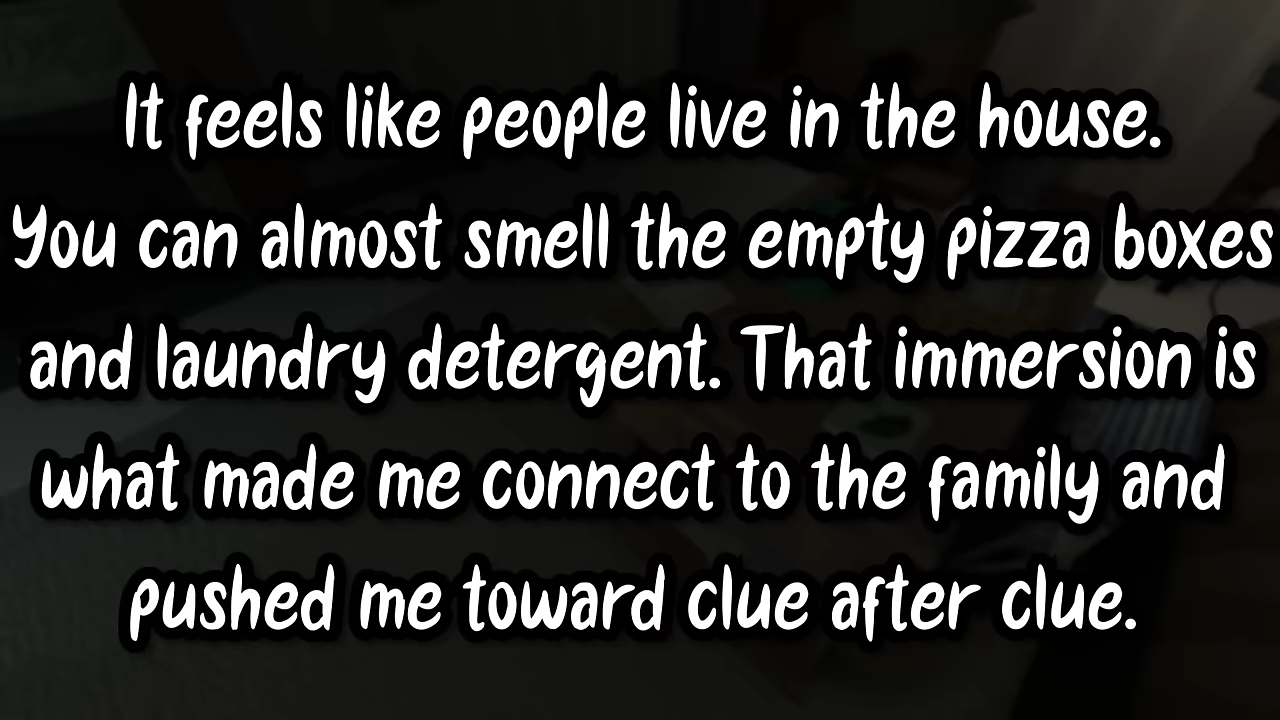 It feels like people live in the house.
You can almost smell the empty pizza boxes
and laundry detergent. That immersion is
what made me connect to the family and
pushed me toward clue after clue.